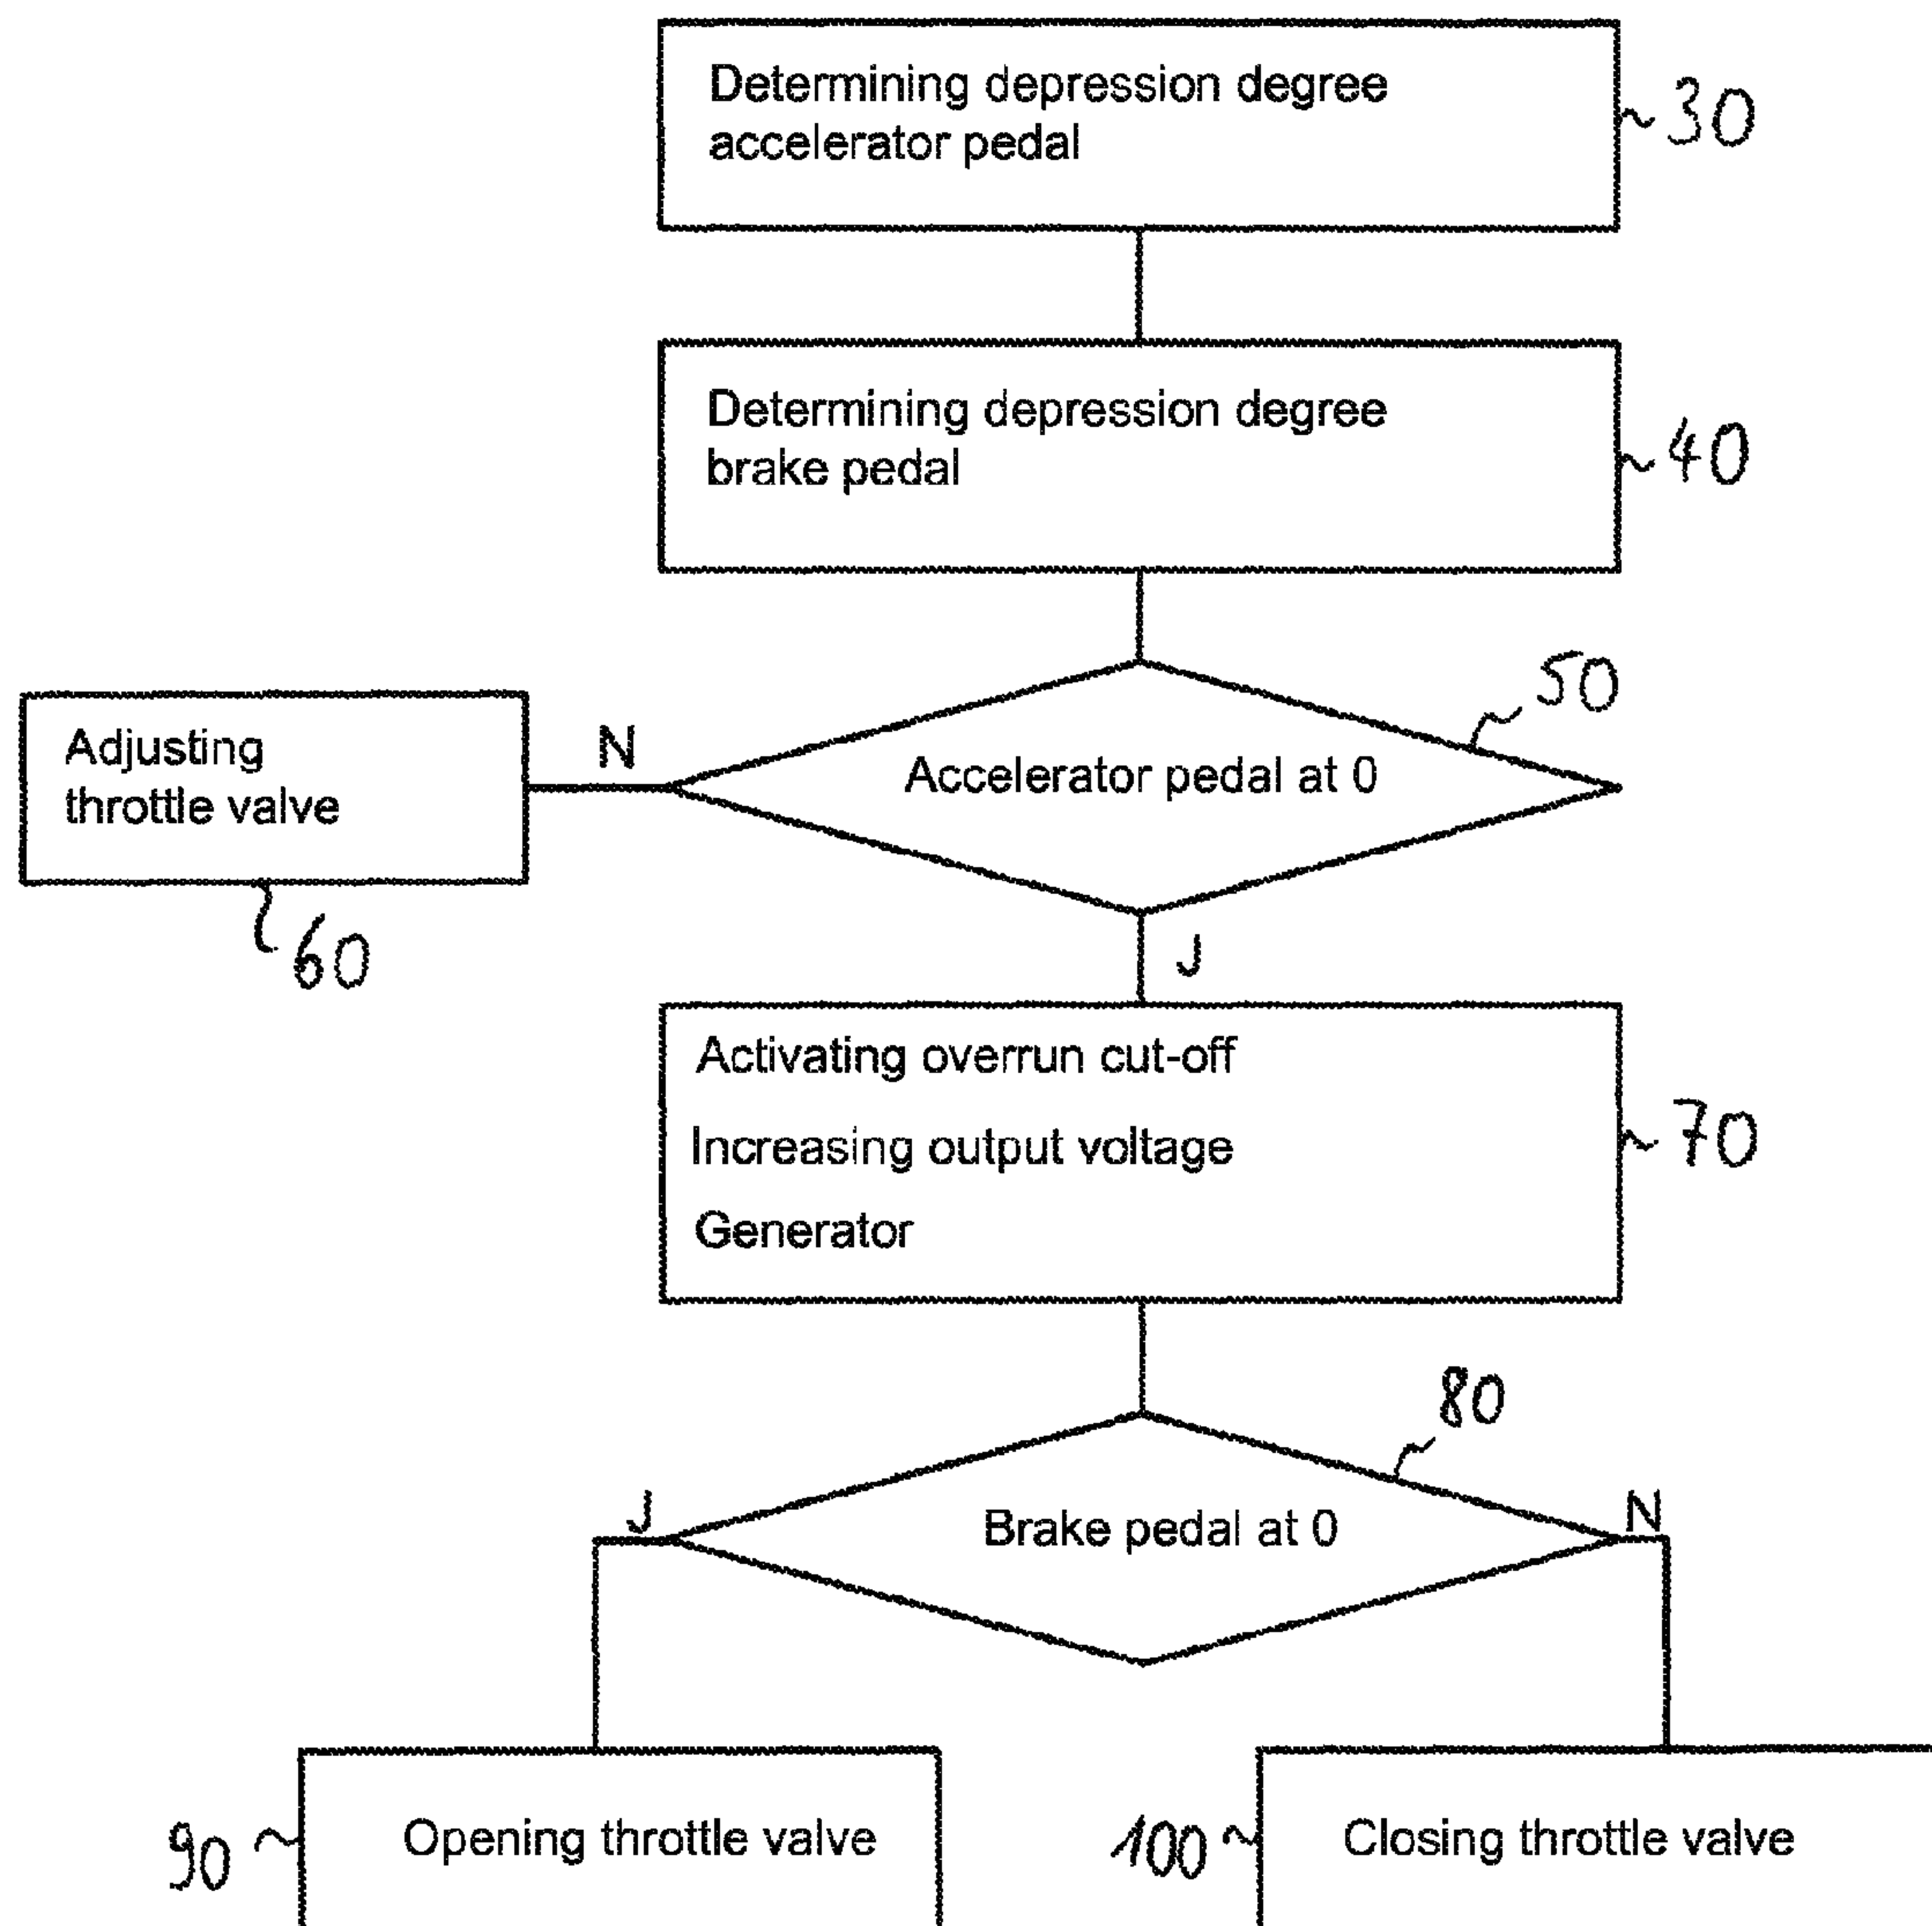 Determining depression degree
accelerator pedal
30
Determining depression degree
brake pedal
40
50
Accelerator pedal at 0
N
Adjusting
throttle valve
60
J
Activating overrun cut-off
Increasing output voltage
Generator
70
80
Brake pedal at 0
J
N
90
Opening throttle valve
100
Closing throttle valve